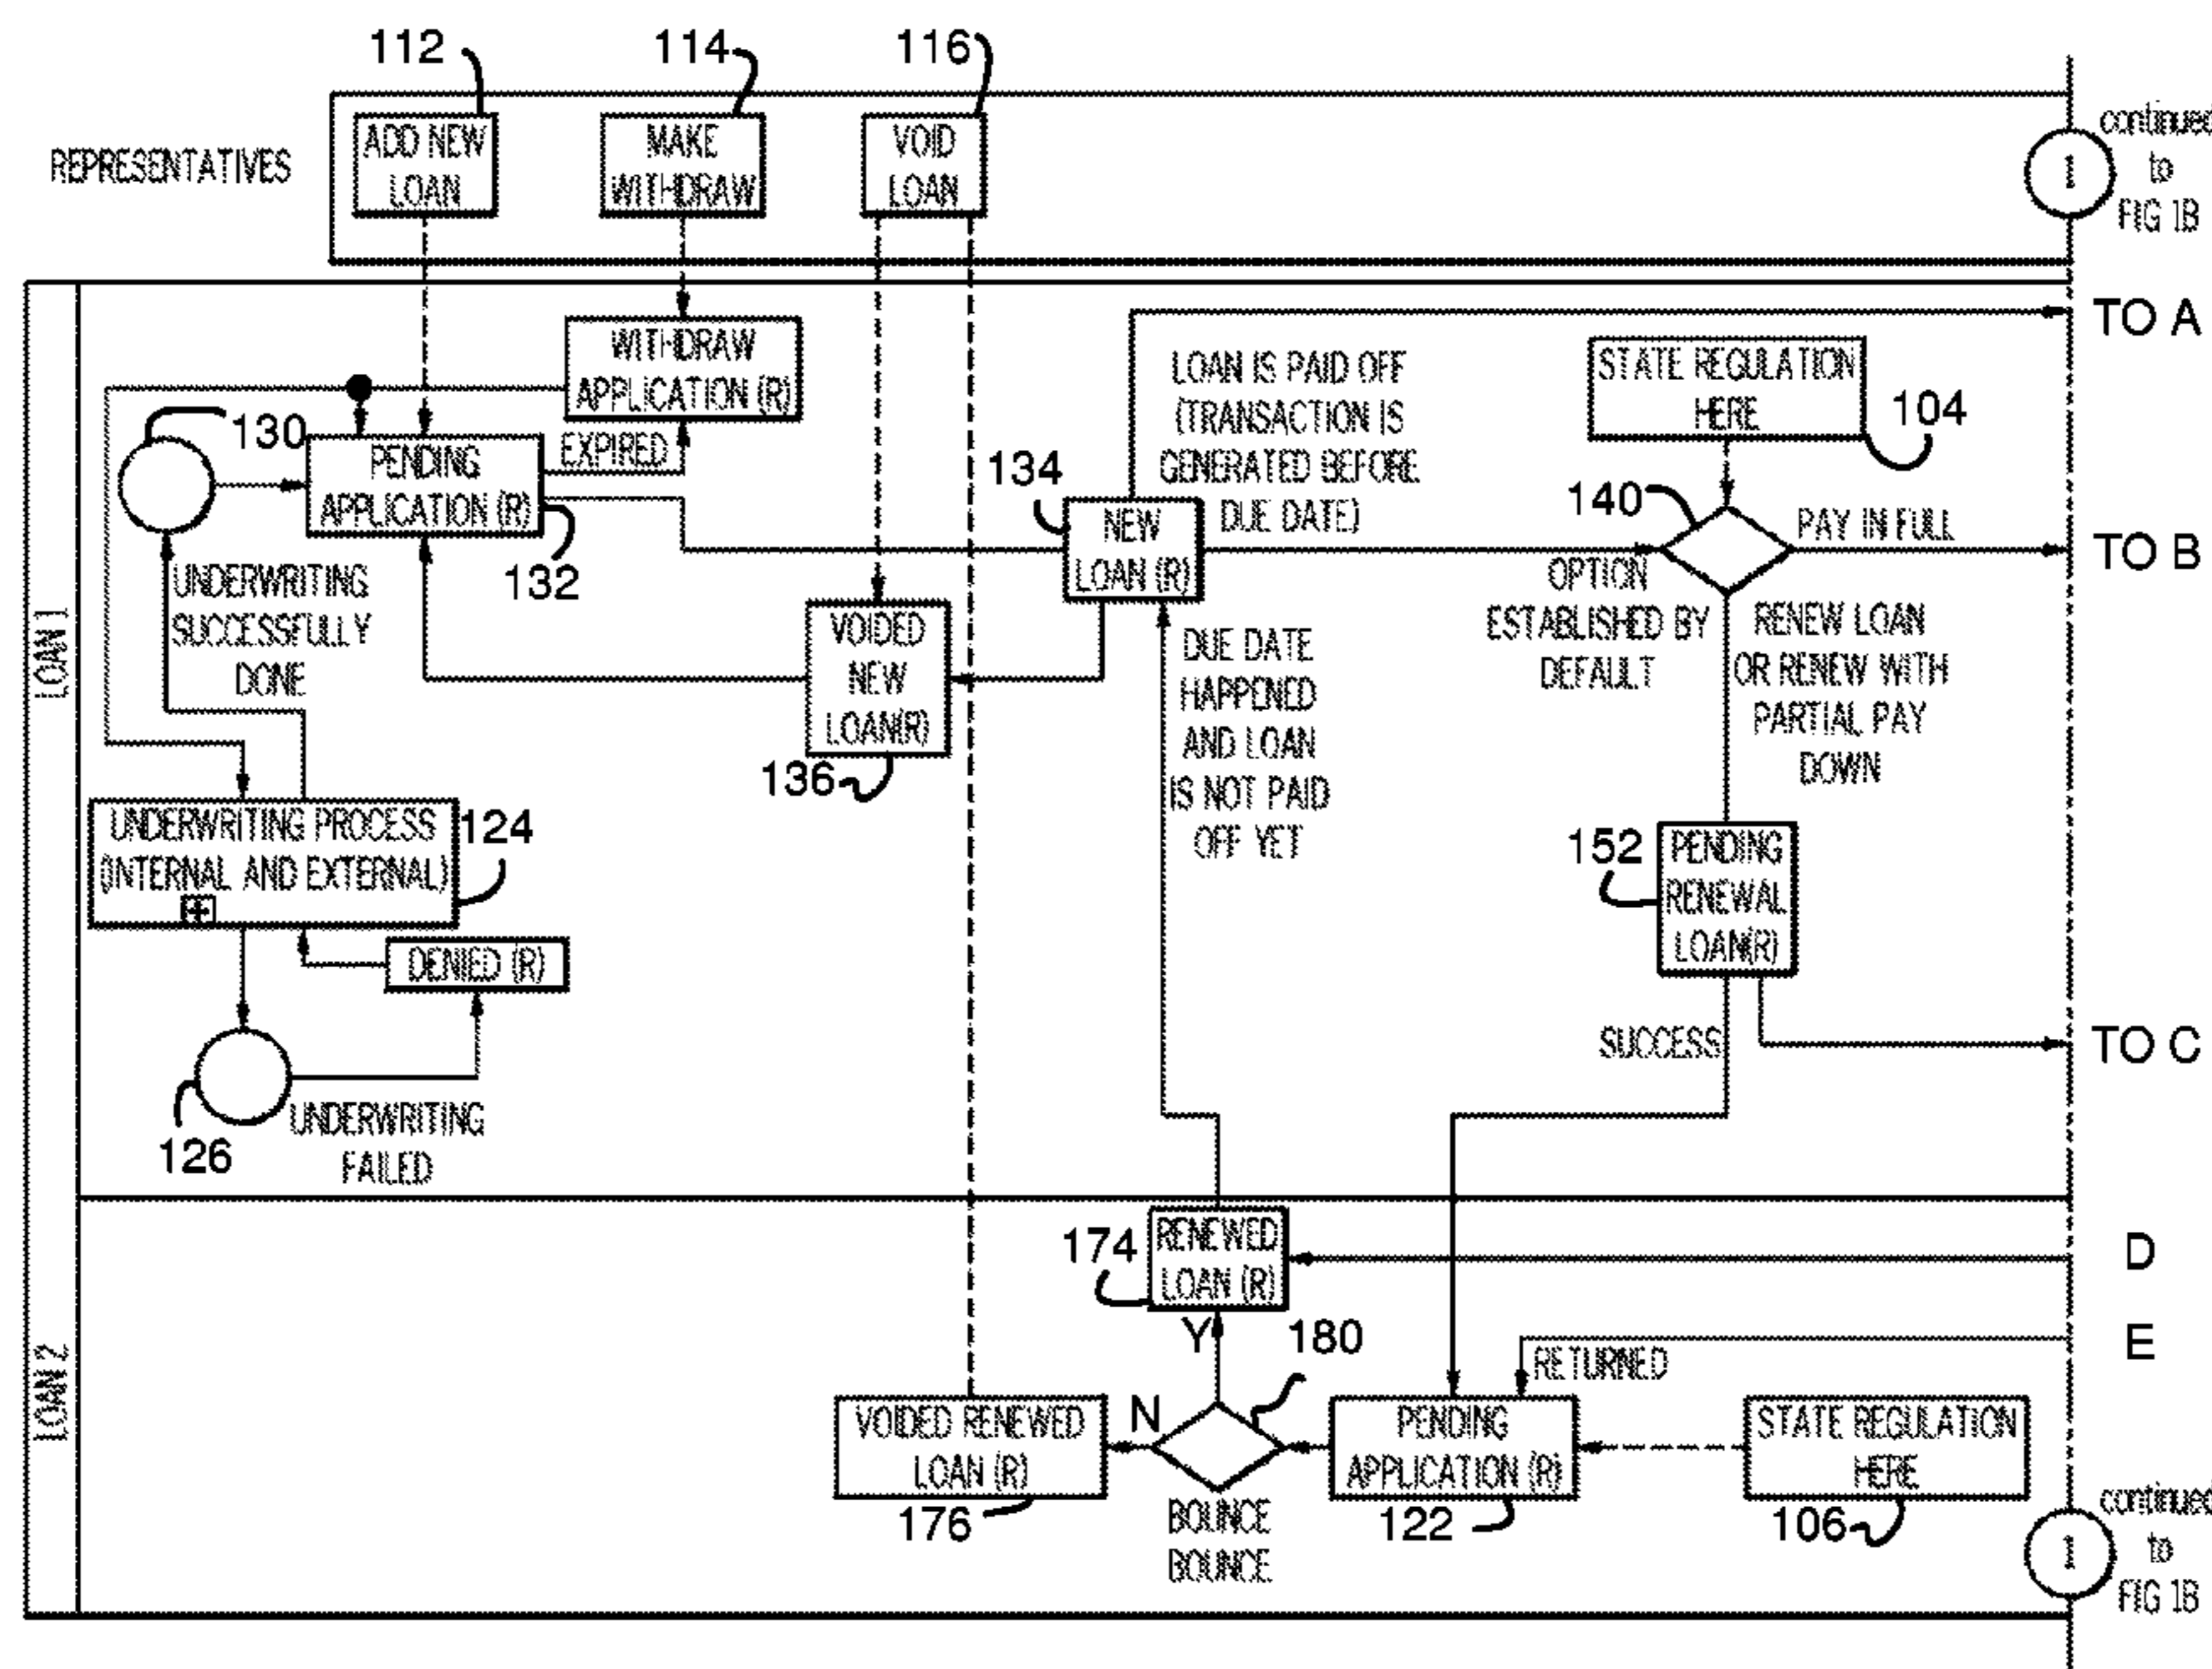 112
114
116
REPRESENTATIVES
ADD NEW
LOAN
MAKE
WITHDRAW
VOID
LOAN
continued
to
FIG 1B
1
LOAN 1
WITHDRAW
APPLICATION (R)
130
PENDING
APPLICATION (R)
EXPIRED
132
UNDERWRITING
SUCCESSFULLY
DONE
UNDERWRITING PROCESS
(INTERNAL AND EXTERNAL)
124
DENIED (R)
126
UNDERWRITING
FAILED
VOIDED
NEW
LOAN(R)
136
134
NEW
LOAN (R)
LOAN IS PAID OFF
(TRANSACTION IS
GENERATED BEFORE
DUE DATE)
DUE DATE
HAPPENED
AND LOAN
IS NOT PAID
OFF YET
STATE REGULATION
HERE
104
140
PAY IN FULL
OPTION
ESTABLISHED BY
DEFAULT
RENEW LOAN
OR RENEW WITH
PARTIAL PAY
DOWN
152
PENDING
RENEWAL
LOAN(R)
SUCCESS
TO A
TO B
TO C
LOAN 2
174
RENEWED
LOAN (R)
D
Y
180
E
RETURNED
VOIDED RENEWED
LOAN (R)
176
N
BOUNCE
BOUNCE
PENDING
APPLICATION (R)
122
STATE REGULATION
HERE
106
continued
to
FIG 1B
1